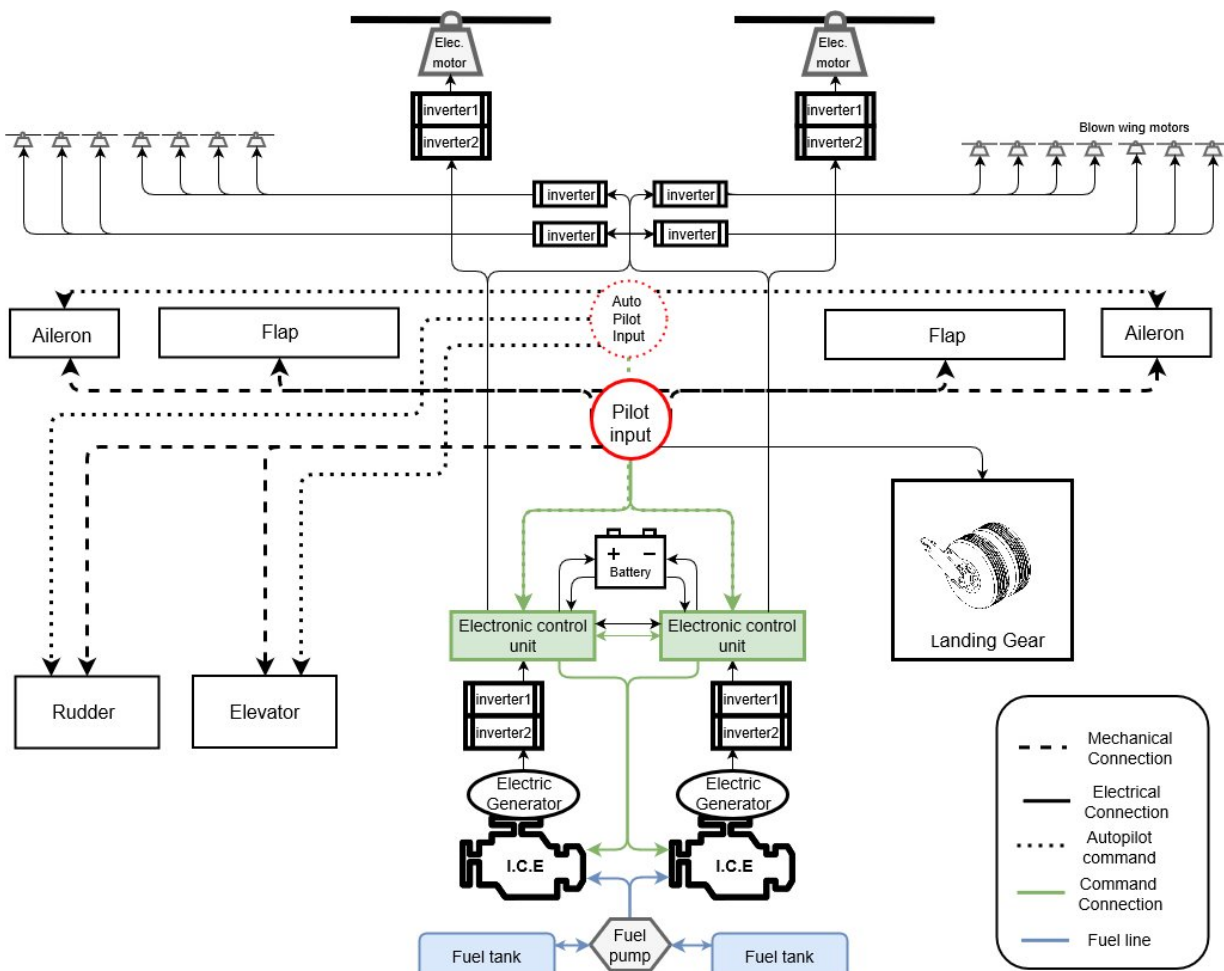 Elec.
motor
Elec.
motor
inverter1
inverter2
inverter1
inverter2
Blown wing motors
inverter
inverter
inverter
inverter
Auto
Pilot
Input
Aileron
Flap
Flap
Aileron
Pilot
input
+ −
Battery
Electronic control
unit
Electronic control
unit
Landing Gear
Rudder
Elevator
inverter1
inverter2
inverter1
inverter2
Electric
Generator
Electric
Generator
I.C.E
I.C.E
Fuel tank
Fuel
pump
Fuel tank
Mechanical
Connection
Electrical
Connection
Autopilot
command
Command
Connection
Fuel line